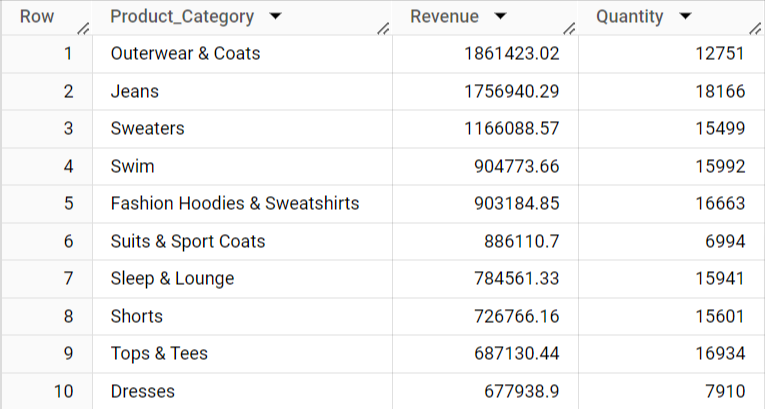 Row Product_Category Revenue Quantity
1 Outerwear & Coats 1861423.02 12751
2 Jeans 1756940.29 18166
3 Sweaters 1166088.57 15499
4 Swim 904773.66 15992
5 Fashion Hoodies & Sweatshirts 903184.85 16663
6 Suits & Sport Coats 886110.7 6994
7 Sleep & Lounge 784561.33 15941
8 Shorts 726766.16 15601
9 Tops & Tees 687130.44 16934
10 Dresses 677938.9 7910